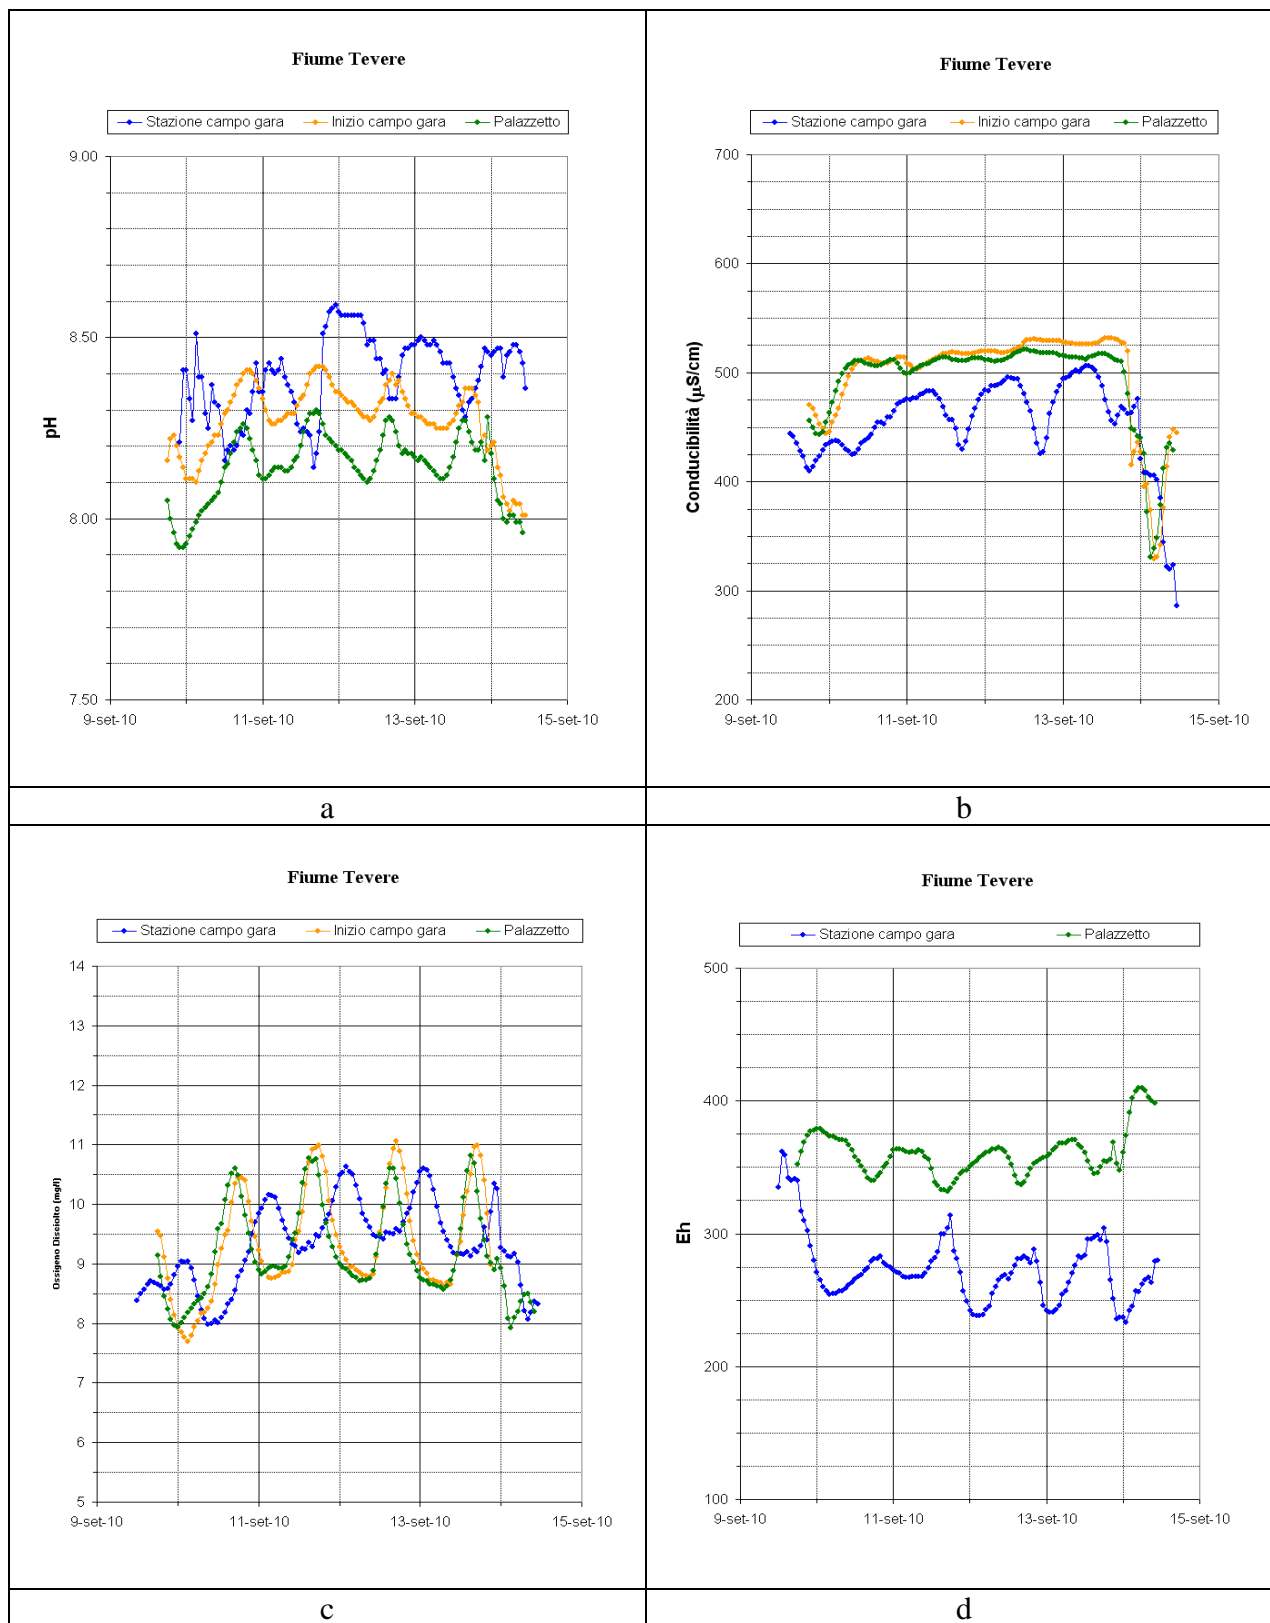 Fiume Tevere
Stazione campo gara Inizio campo gara Palazzetto
9.00
8.50
8.00
7.50
pH
9-set-10 11-set-10 13-set-10 15-set-10
a
Fiume Tevere
Stazione campo gara Inizio campo gara Palazzetto
700
600
500
400
300
200
Conducibilità (µS/cm)
9-set-10 11-set-10 13-set-10 15-set-10
b
Fiume Tevere
Stazione campo gara Inizio campo gara Palazzetto
14
13
12
11
10
9
8
7
6
5
Ossigeno Disciolto (mg/l)
9-set-10 11-set-10 13-set-10 15-set-10
c
Fiume Tevere
Stazione campo gara Palazzetto
500
400
300
200
100
Eh
9-set-10 11-set-10 13-set-10 15-set-10
d